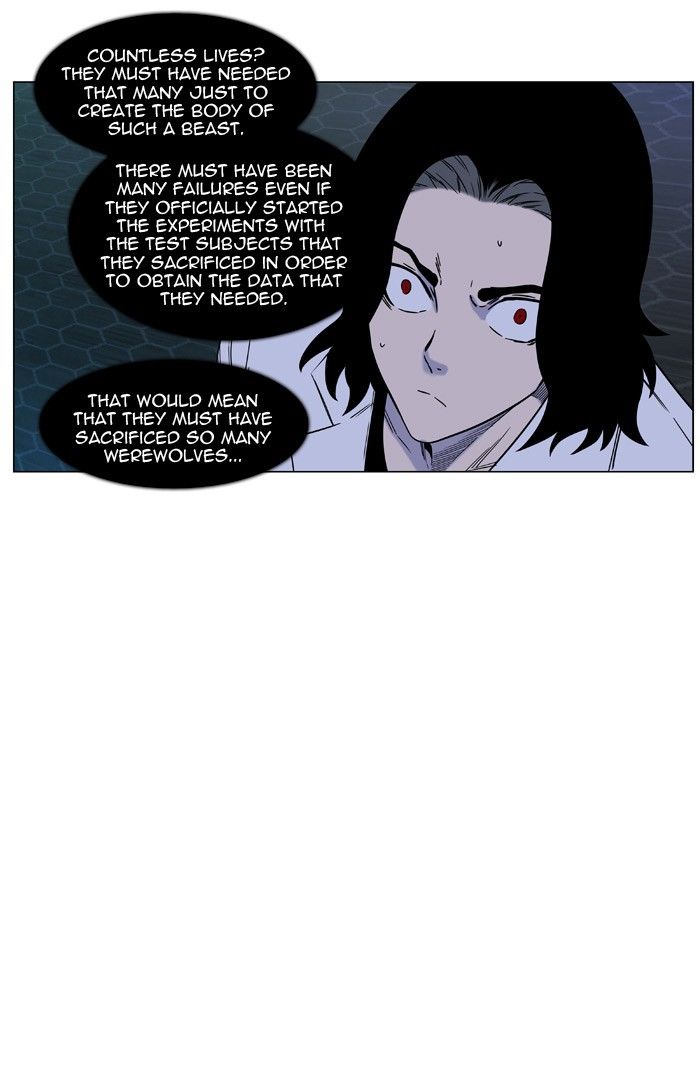 COUNTLESS LIVES?
THEY MUST HAVE NEEDED
THAT MANY JUST TO
CREATE THE BODY OF
SUCH A BEAST.
THERE MUST HAVE BEEN
MANY FAILURES EVEN IF
THEY OFFICIALLY STARTED
THE EXPERIMENTS WITH
THE TEST SUBJECTS THAT
THEY SACRIFICED IN ORDER
TO OBTAIN THE DATA THAT
THEY NEEDED.
THAT WOULD MEAN
THAT THEY MUST HAVE
SACRIFICED SO MANY
WEREWOLVES...